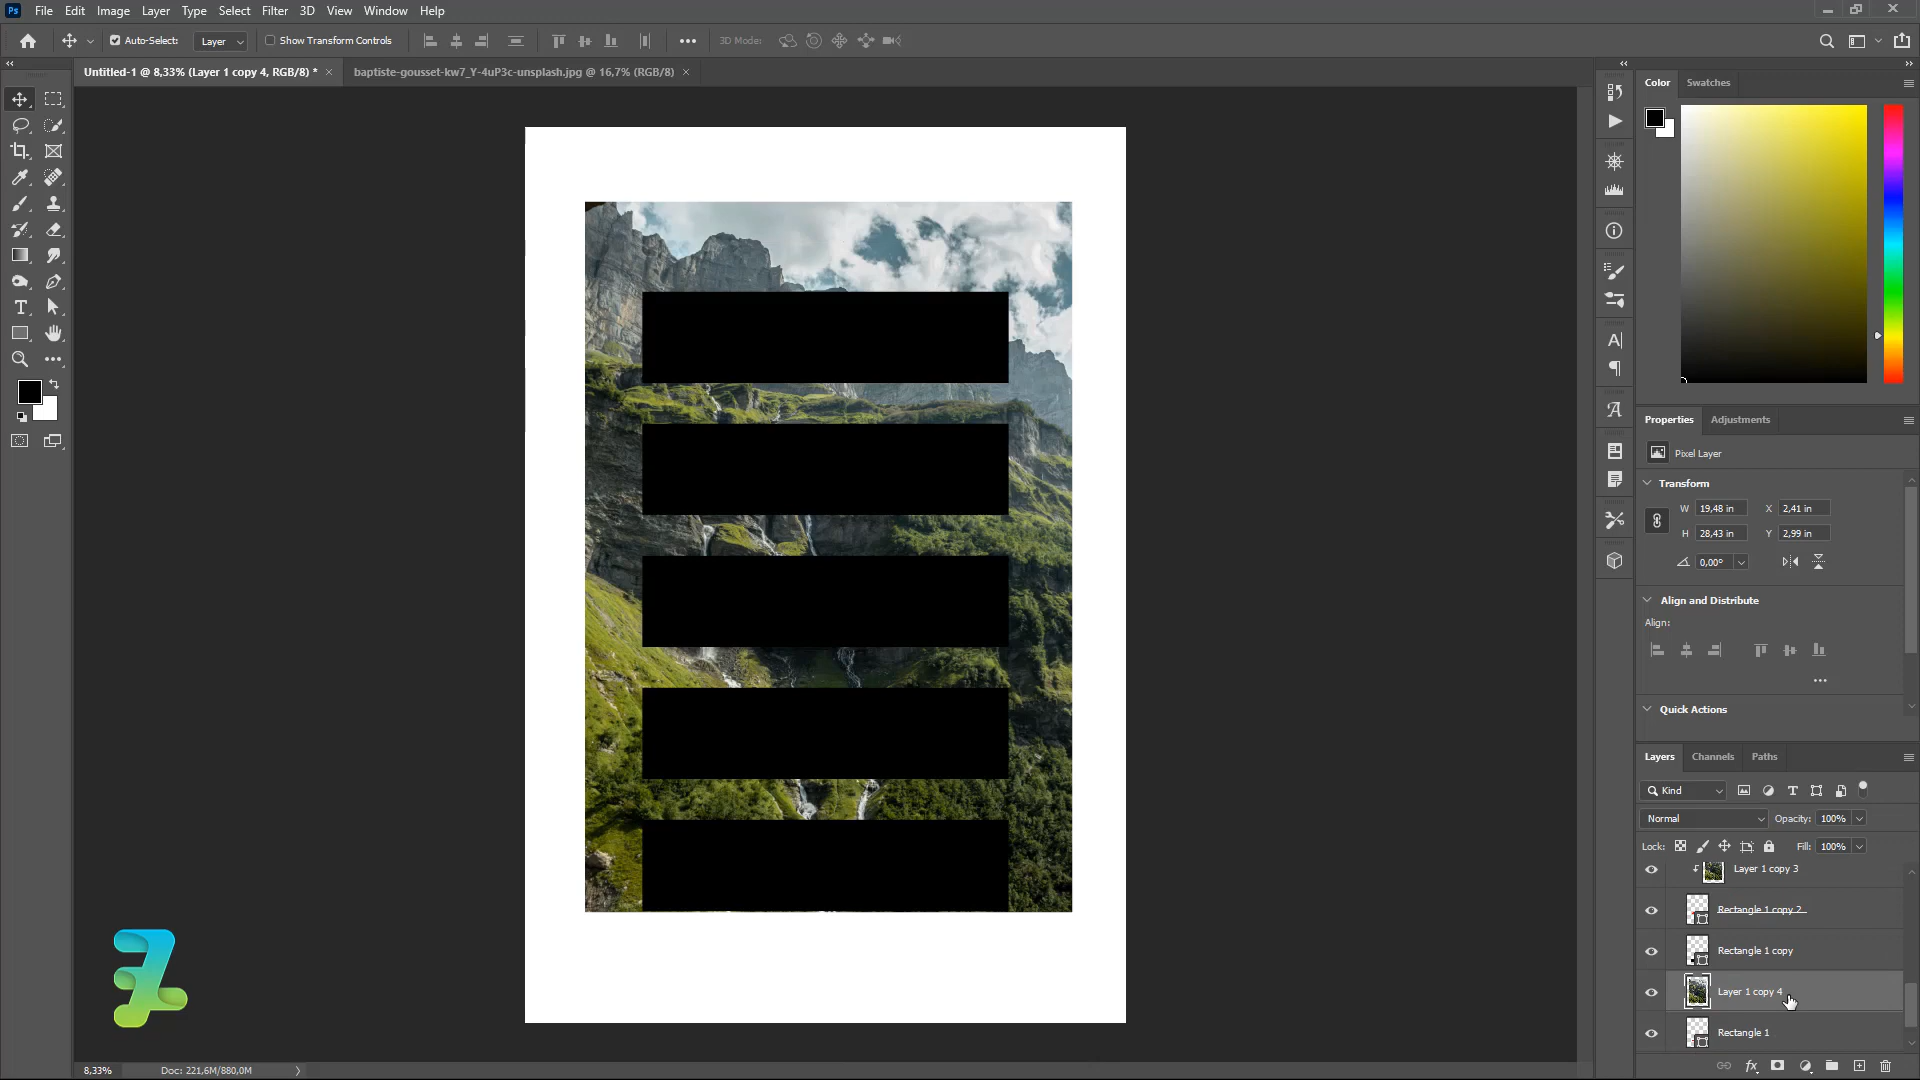 Ps File Edit Image Layer Type Select Filter 3D View Window Help
Auto-Select: Layer Show Transform Controls 3D Mode:
Untitled-1 @ 8,33% (Layer 1 copy 4, RGB/8) * × baptiste-gousset-kw7_Y-4uP3c-unsplash.jpg @ 16,7% (RGB/8) ×
Color Swatches
Properties Adjustments
Pixel Layer
Transform
W 19,48 in X 2,41 in
H 28,43 in Y 2,99 in
0,00°
Align and Distribute
Align:
Quick Actions
Layers Channels Paths
Kind
Normal Opacity: 100%
Lock: Fill: 100%
Layer 1 copy 3
Rectangle 1 copy 2
Rectangle 1 copy
Layer 1 copy 4
Rectangle 1
8,33% Doc: 221,6M/880,0M